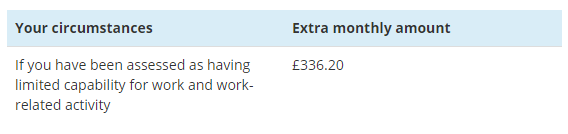 Your circumstances Extra monthly amount
If you have been assessed as having £336.20
limited capability for work and work-
related activity